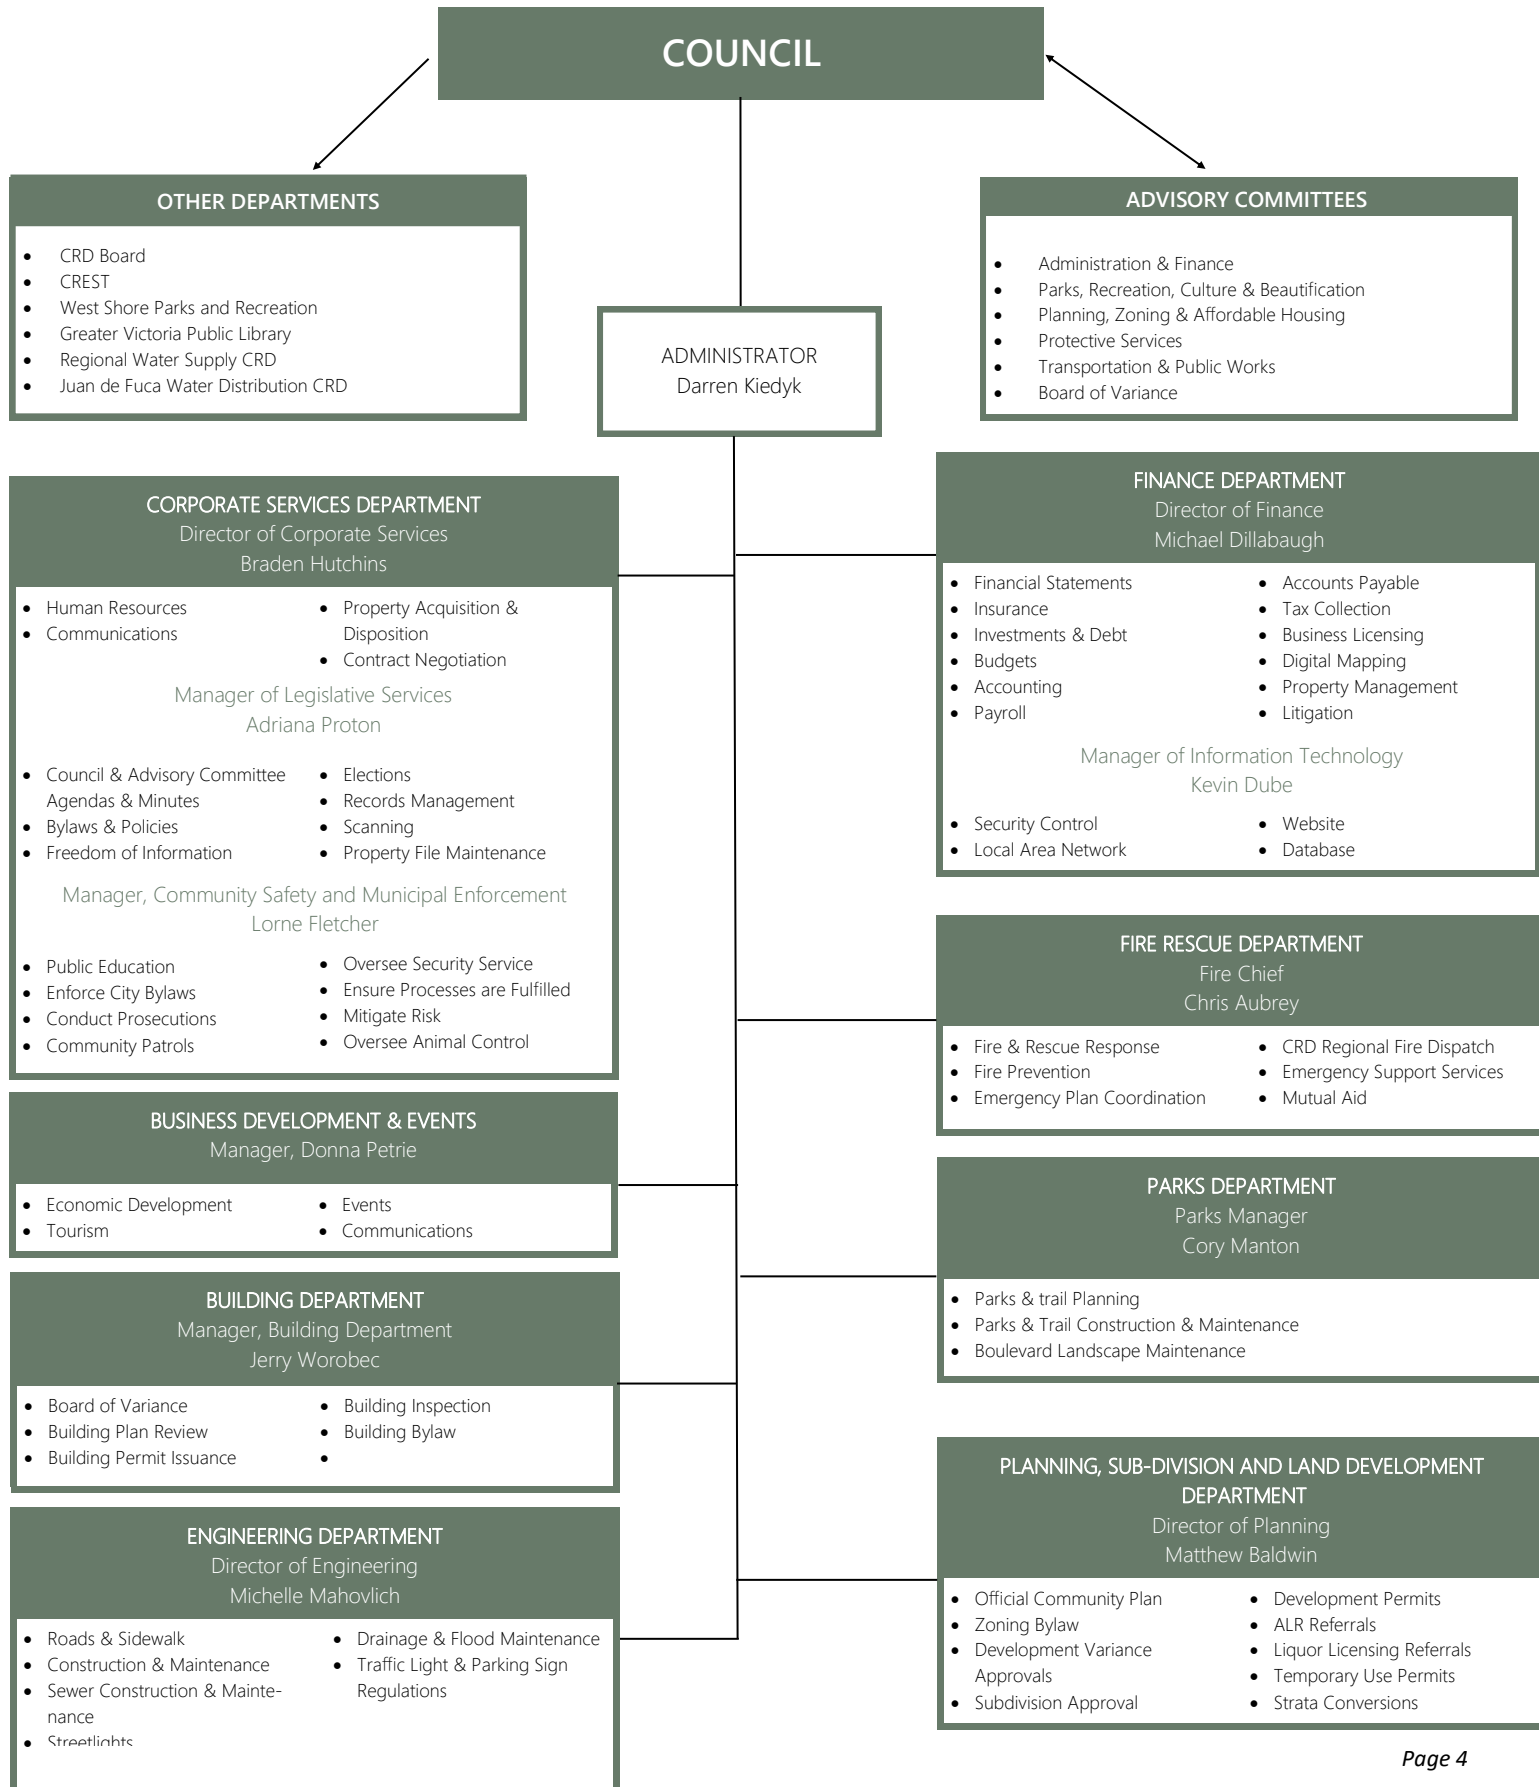 COUNCIL
OTHER DEPARTMENTS
• CRD Board
• CREST
• West Shore Parks and Recreation
• Greater Victoria Public Library
• Regional Water Supply CRD
• Juan de Fuca Water Distribution CRD
ADVISORY COMMITTEES
• Administration & Finance
• Parks, Recreation, Culture & Beautification
• Planning, Zoning & Affordable Housing
• Protective Services
• Transportation & Public Works
• Board of Variance
ADMINISTRATOR
Darren Kiedyk
CORPORATE SERVICES DEPARTMENT
Director of Corporate Services
Braden Hutchins
• Human Resources
• Communications
• Property Acquisition &
Disposition
• Contract Negotiation
Manager of Legislative Services
Adriana Proton
• Council & Advisory Committee
Agendas & Minutes
• Bylaws & Policies
• Freedom of Information
• Elections
• Records Management
• Scanning
• Property File Maintenance
Manager, Community Safety and Municipal Enforcement
Lorne Fletcher
• Public Education
• Enforce City Bylaws
• Conduct Prosecutions
• Community Patrols
• Oversee Security Service
• Ensure Processes are Fulfilled
• Mitigate Risk
• Oversee Animal Control
BUSINESS DEVELOPMENT & EVENTS
Manager, Donna Petrie
• Economic Development
• Tourism
• Events
• Communications
BUILDING DEPARTMENT
Manager, Building Department
Jerry Worobec
• Board of Variance
• Building Plan Review
• Building Permit Issuance
• Building Inspection
• Building Bylaw
•
ENGINEERING DEPARTMENT
Director of Engineering
Michelle Mahovlich
• Roads & Sidewalk
• Construction & Maintenance
• Sewer Construction & Mainte-
nance
• Streetlights
• Drainage & Flood Maintenance
• Traffic Light & Parking Sign
Regulations
FINANCE DEPARTMENT
Director of Finance
Michael Dillabaugh
• Financial Statements
• Insurance
• Investments & Debt
• Budgets
• Accounting
• Payroll
• Accounts Payable
• Tax Collection
• Business Licensing
• Digital Mapping
• Property Management
• Litigation
Manager of Information Technology
Kevin Dube
• Security Control
• Local Area Network
• Website
• Database
FIRE RESCUE DEPARTMENT
Fire Chief
Chris Aubrey
• Fire & Rescue Response
• Fire Prevention
• Emergency Plan Coordination
• CRD Regional Fire Dispatch
• Emergency Support Services
• Mutual Aid
PARKS DEPARTMENT
Parks Manager
Cory Manton
• Parks & trail Planning
• Parks & Trail Construction & Maintenance
• Boulevard Landscape Maintenance
PLANNING, SUB-DIVISION AND LAND DEVELOPMENT
DEPARTMENT
Director of Planning
Matthew Baldwin
• Official Community Plan
• Zoning Bylaw
• Development Variance
Approvals
• Subdivision Approval
• Development Permits
• ALR Referrals
• Liquor Licensing Referrals
• Temporary Use Permits
• Strata Conversions
Page 4